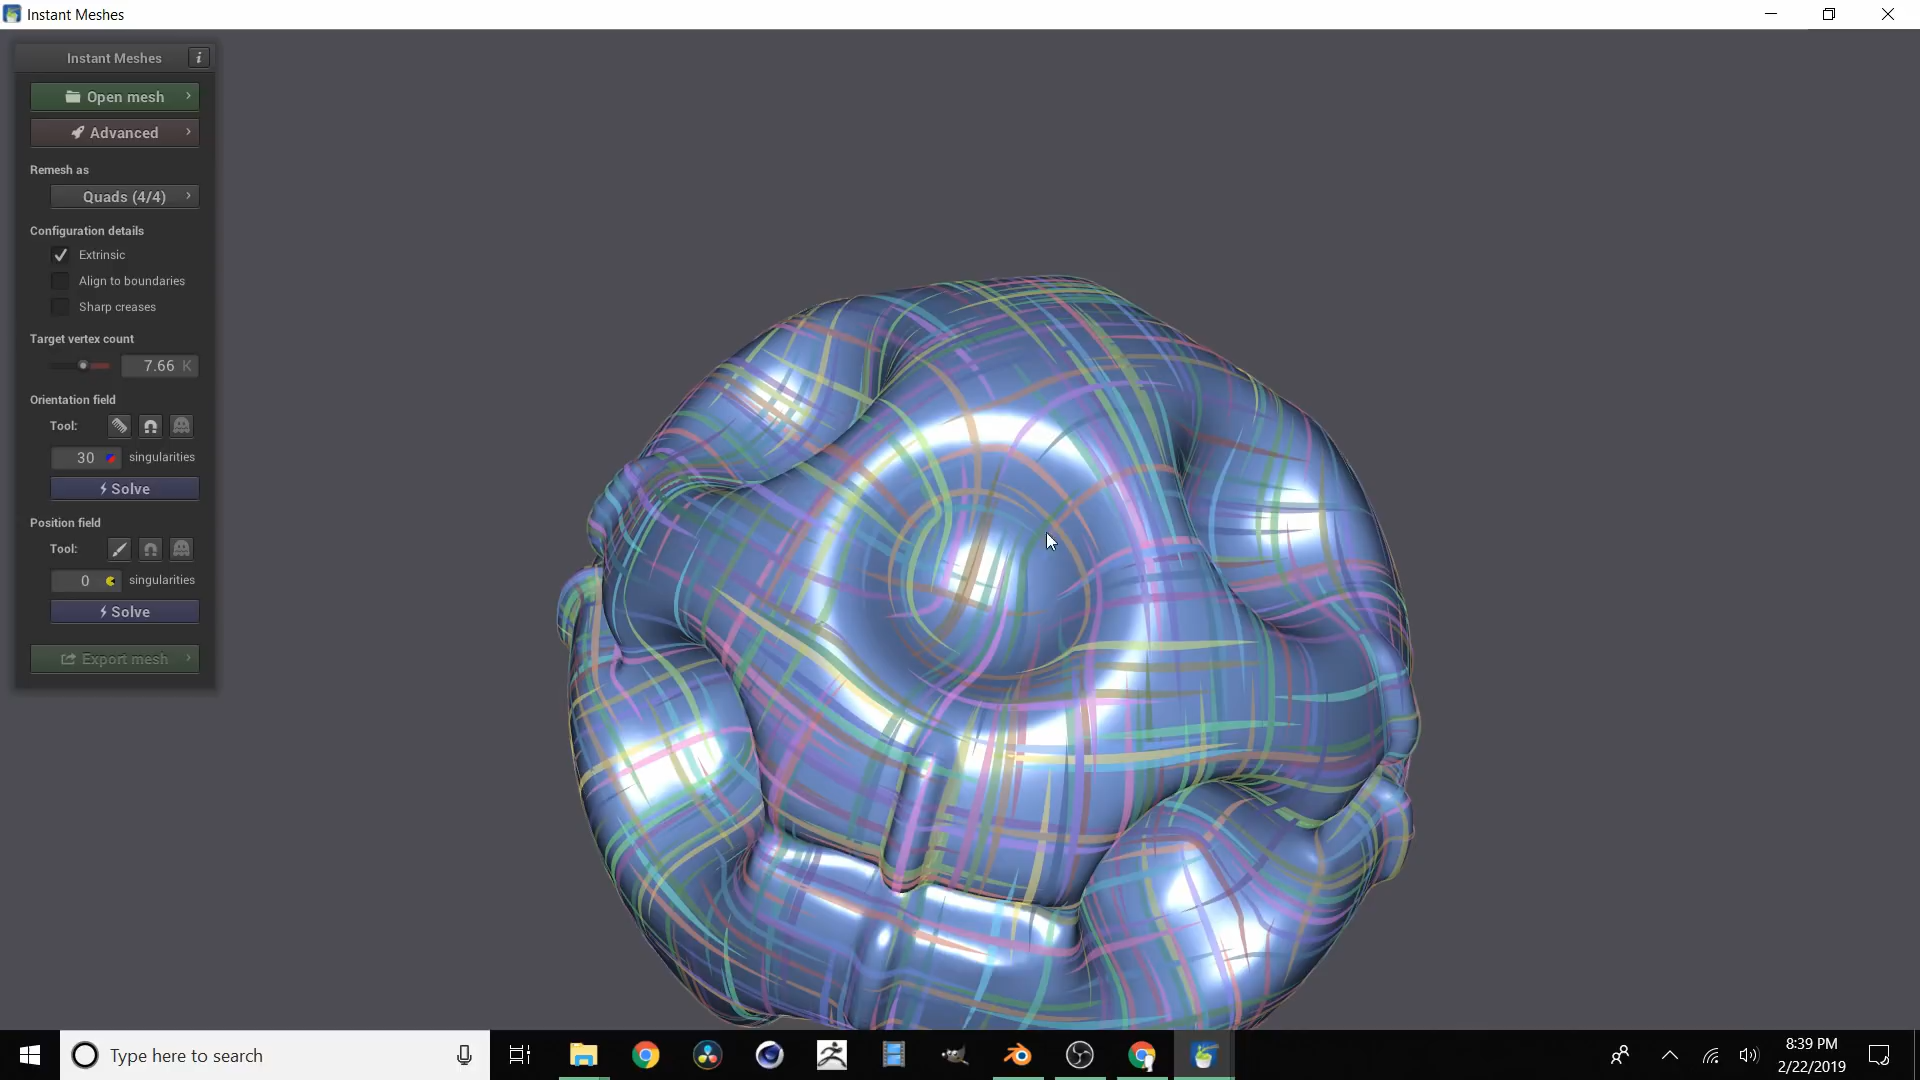 Instant Meshes
Instant Meshes
i
Open mesh
Advanced
Remesh as
Quads (4/4)
Configuration details
Extrinsic
Align to boundaries
Sharp creases
Target vertex count
7.66 K
Orientation field
Tool:
30 singularities
Solve
Position field
Tool:
0 singularities
Solve
Export mesh
Type here to search
8:39 PM
2/22/2019